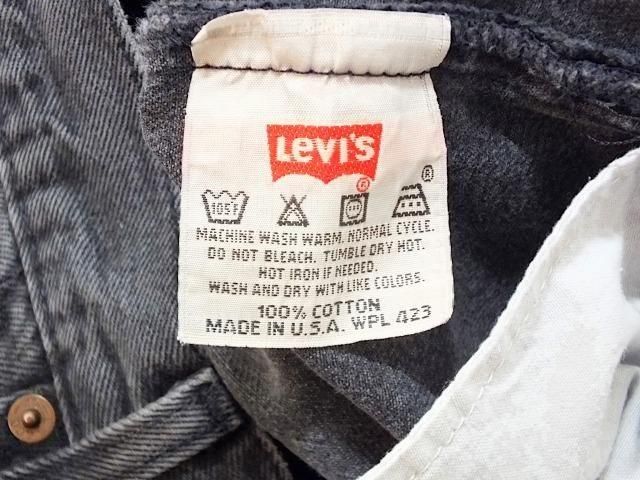 LEVI'S
®
105F
®
MACHINE WASH WARM. NORMAL CYCLE.
DO NOT BLEACH. TUMBLE DRY HOT.
HOT IRON IF NEEDED.
WASH AND DRY WITH LIKE COLORS.
100% COTTON
MADE IN U.S.A. WPL 423